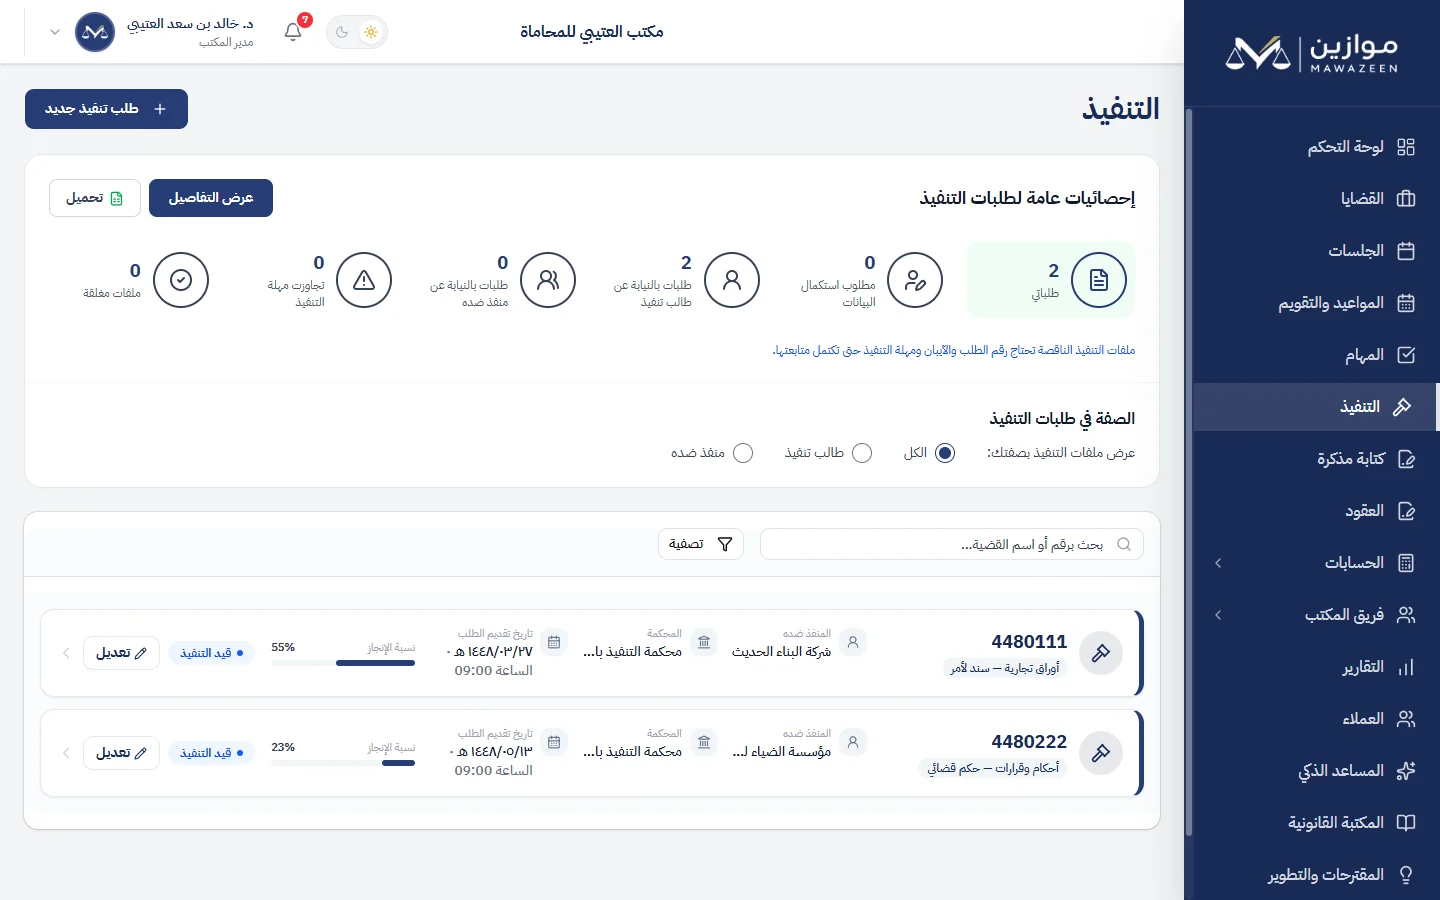 موازين
MAWAZEEN
لوحة التحكم
القضايا
الجلسات
المواعيد والتقويم
المهام
التنفيذ
كتابة مذكرة
العقود
الحسابات
فريق المكتب
التقارير
العملاء
المساعد الذكي
المكتبة القانونية
المقترحات والتطوير
مكتب العتيبي للمحاماة
7
د. خالد بن سعد العتيبي
مدير المكتب
التنفيذ
طلب تنفيذ جديد
إحصائيات عامة لطلبات التنفيذ
عرض التفاصيل
تحميل
2
طلباتي
0
مطلوب استكمال
البيانات
2
طلبات بالنيابة عن
طالب تنفيذ
0
طلبات بالنيابة عن
منفذ ضده
0
تجاوزت مهلة
التنفيذ
0
ملفات مغلقة
ملفات التنفيذ الناقصة تحتاج رقم الطلب والآيبان ومهلة التنفيذ حتى تكتمل متابعتها.
الصفة في طلبات التنفيذ
عرض ملفات التنفيذ بصفتك:
الكل
طالب تنفيذ
منفذ ضده
بحث برقم أو اسم القضية...
تصفية
4480111
أوراق تجارية – سند لأمر
المنفذ ضده
شركة البناء الحديث
المحكمة
محكمة التنفيذ با...
تاريخ تقديم الطلب
١٤٤٨/٠٣/٢٧ هـ ·
الساعة 09:00
نسبة الإنجاز
55%
قيد التنفيذ
تعديل
4480222
أحكام وقرارات – حكم قضائي
المنفذ ضده
مؤسسة الضياء لـ...
المحكمة
محكمة التنفيذ با...
تاريخ تقديم الطلب
١٤٤٨/٠٥/١٣ هـ ·
الساعة 09:00
نسبة الإنجاز
23%
قيد التنفيذ
تعديل